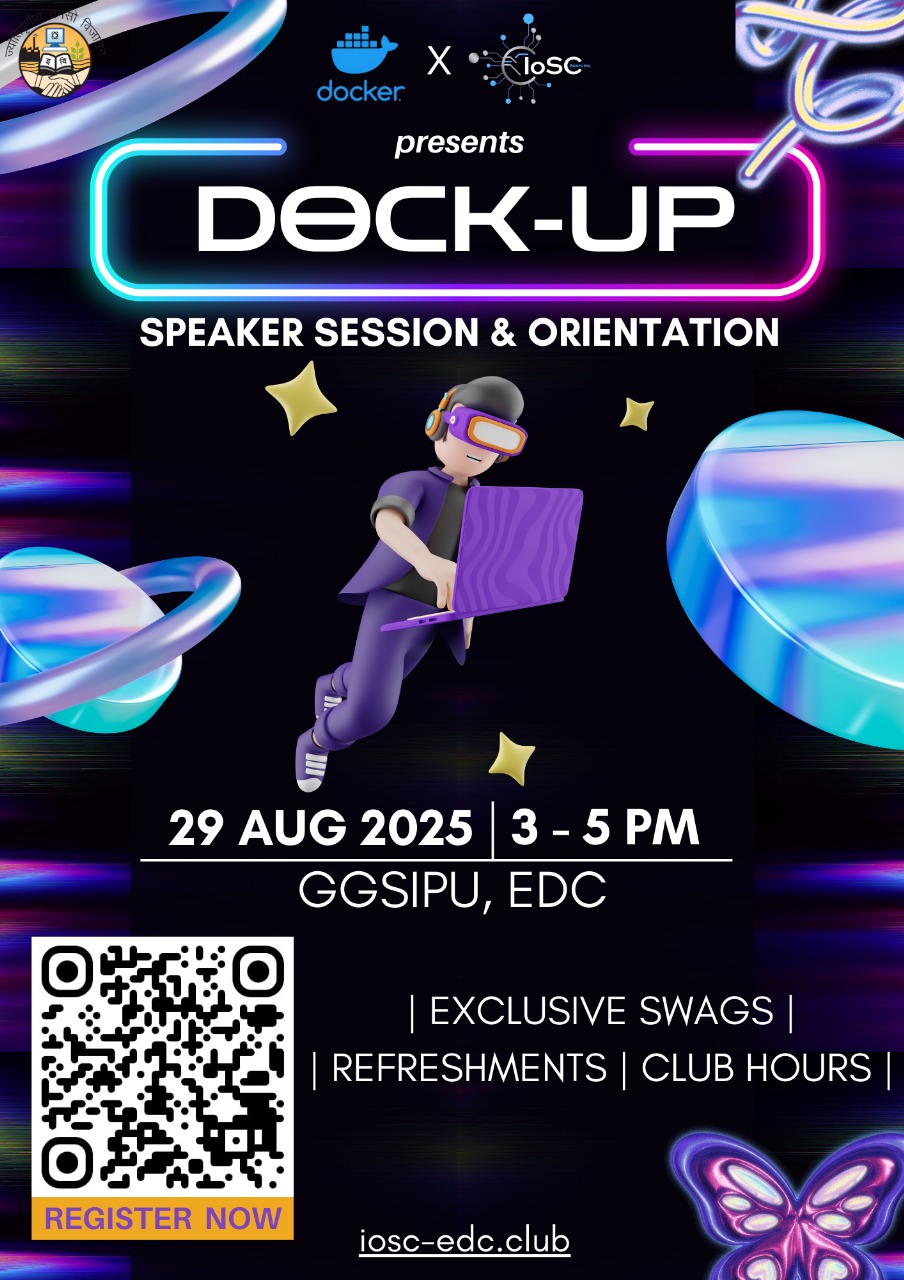 docker
X
IoSC
presents
DOCK-UP
SPEAKER SESSION & ORIENTATION
29 AUG 2025 | 3 - 5 PM
GGSIPU, EDC
| EXCLUSIVE SWAGS |
| REFRESHMENTS | CLUB HOURS |
REGISTER NOW
iosc-edc.club